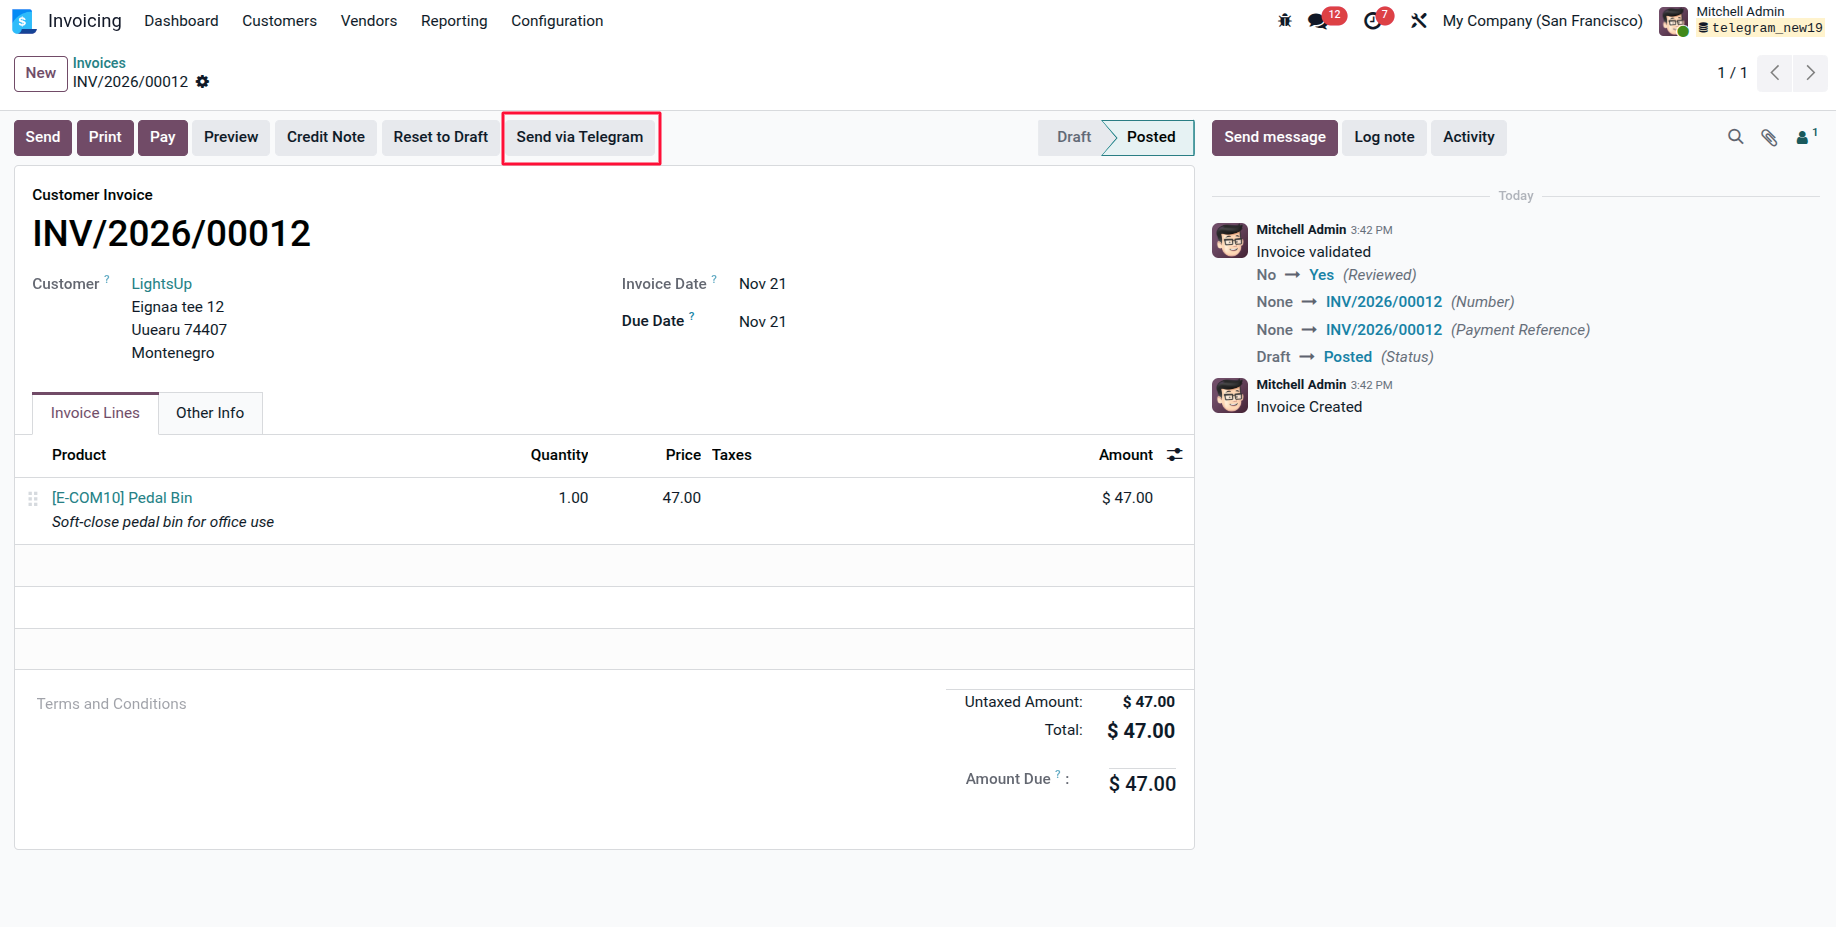 Invoicing Dashboard Customers Vendors Reporting Configuration 12 7 My Company (San Francisco) Mitchell Admin
telegram_new19
New Invoices
INV/2026/00012
1 / 1
Send Print Pay Preview Credit Note Reset to Draft Send via Telegram Draft Posted Send message Log note Activity 1
Customer Invoice
INV/2026/00012
Customer ? LightsUp
Eignaa tee 12
Uuearu 74407
Montenegro
Invoice Date ? Nov 21
Due Date ? Nov 21
Invoice Lines Other Info
Product Quantity Price Taxes Amount
[E-COM10] Pedal Bin 1.00 47.00 $ 47.00
Soft-close pedal bin for office use
Terms and Conditions
Untaxed Amount: $ 47.00
Total: $ 47.00
Amount Due ? : $ 47.00
Today
Mitchell Admin 3:42 PM
Invoice validated
No → Yes (Reviewed)
None → INV/2026/00012 (Number)
None → INV/2026/00012 (Payment Reference)
Draft → Posted (Status)
Mitchell Admin 3:42 PM
Invoice Created